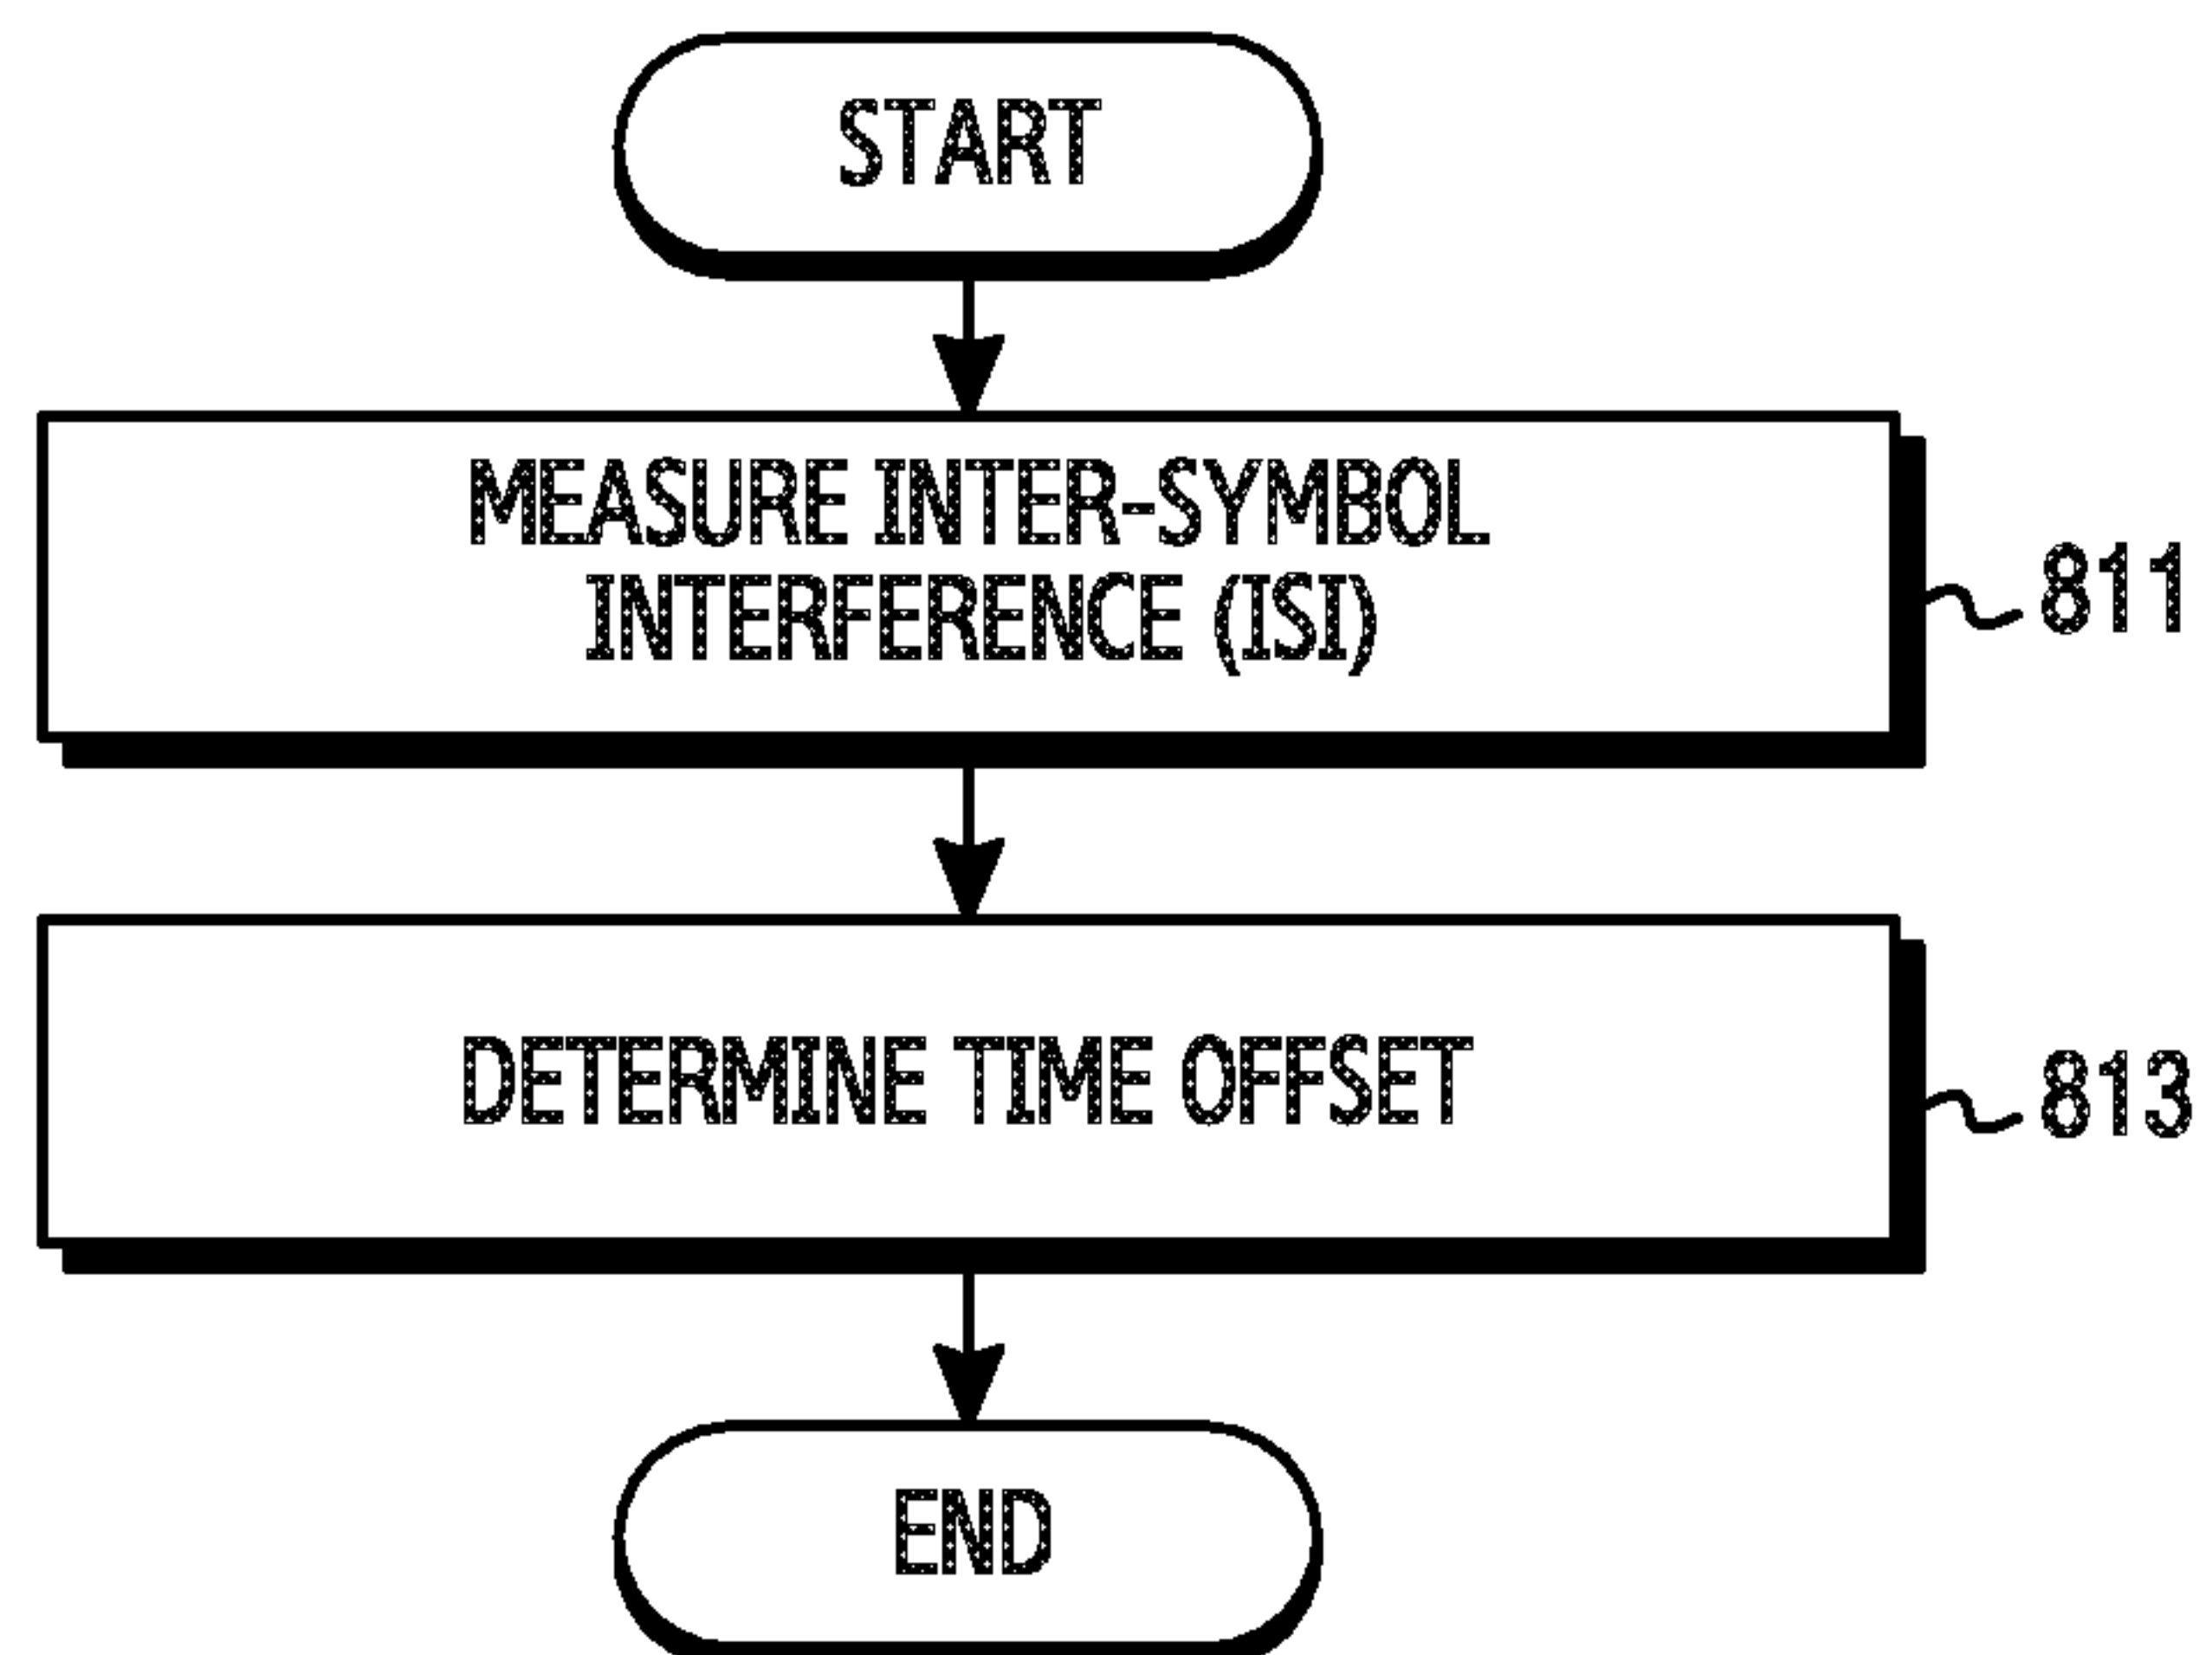 START
MEASURE INTER-SYMBOL
INTERFERENCE (ISI)
811
DETERMINE TIME OFFSET
813
END